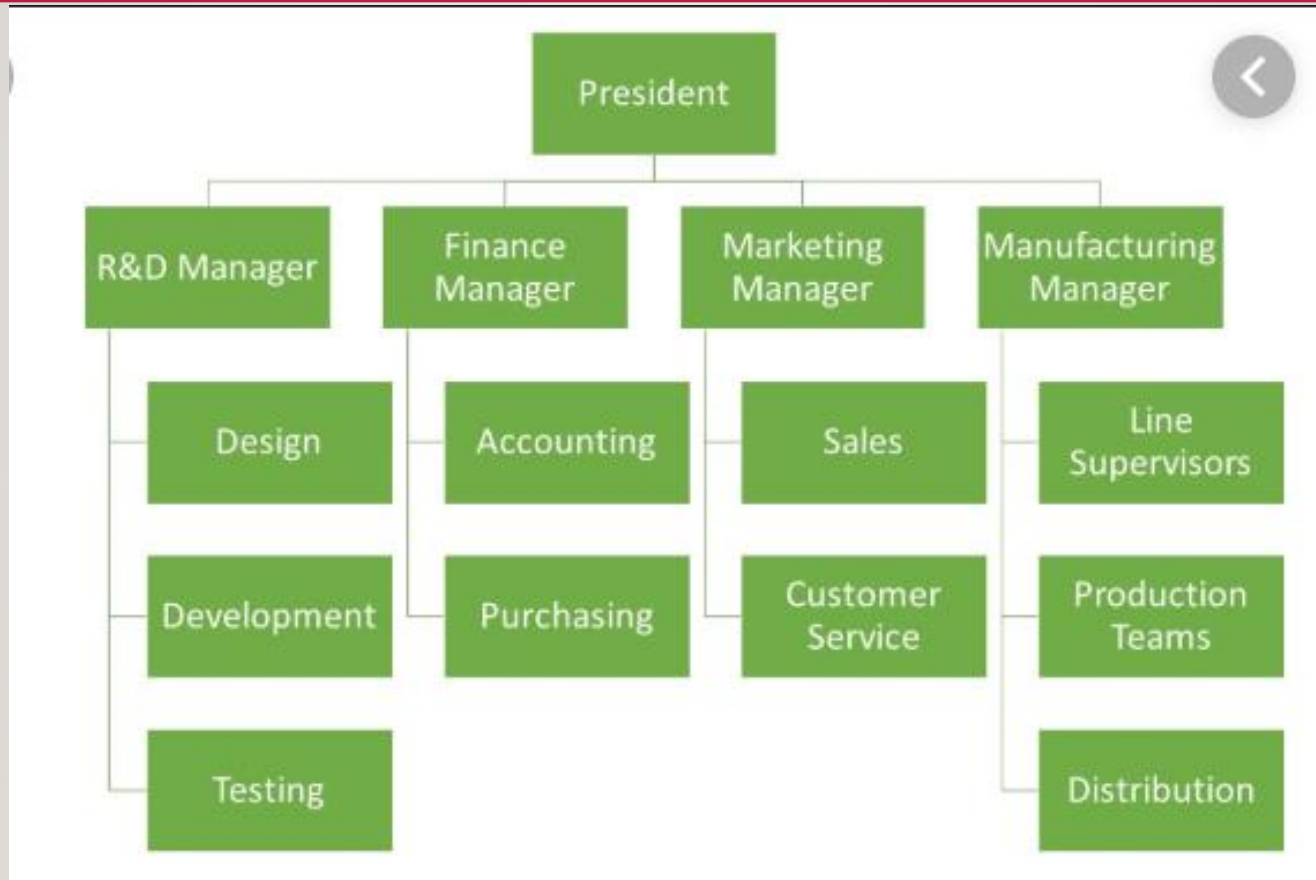 President
R&D Manager
Finance
Manager
Marketing
Manager
Manufacturing
Manager
Design
Accounting
Sales
Line
Supervisors
Development
Purchasing
Customer
Service
Production
Teams
Testing
Distribution